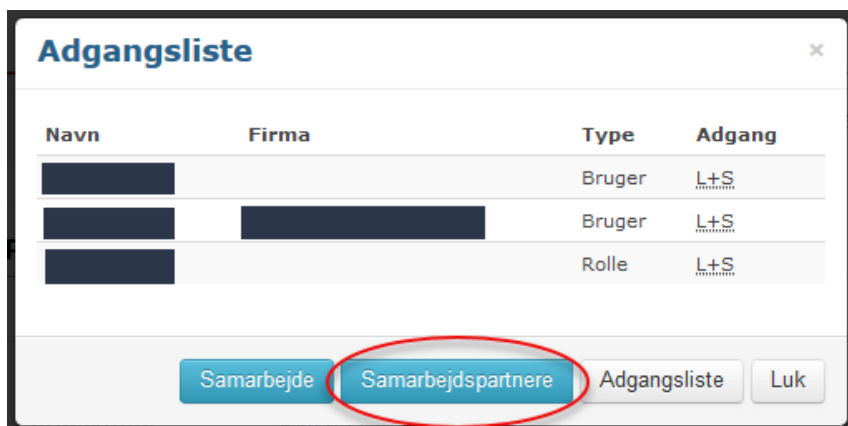 Adgangsliste ×
Navn Firma Type Adgang
Bruger L+S
Bruger L+S
Rolle L+S
Samarbejde Samarbejdspartnere Adgangsliste Luk